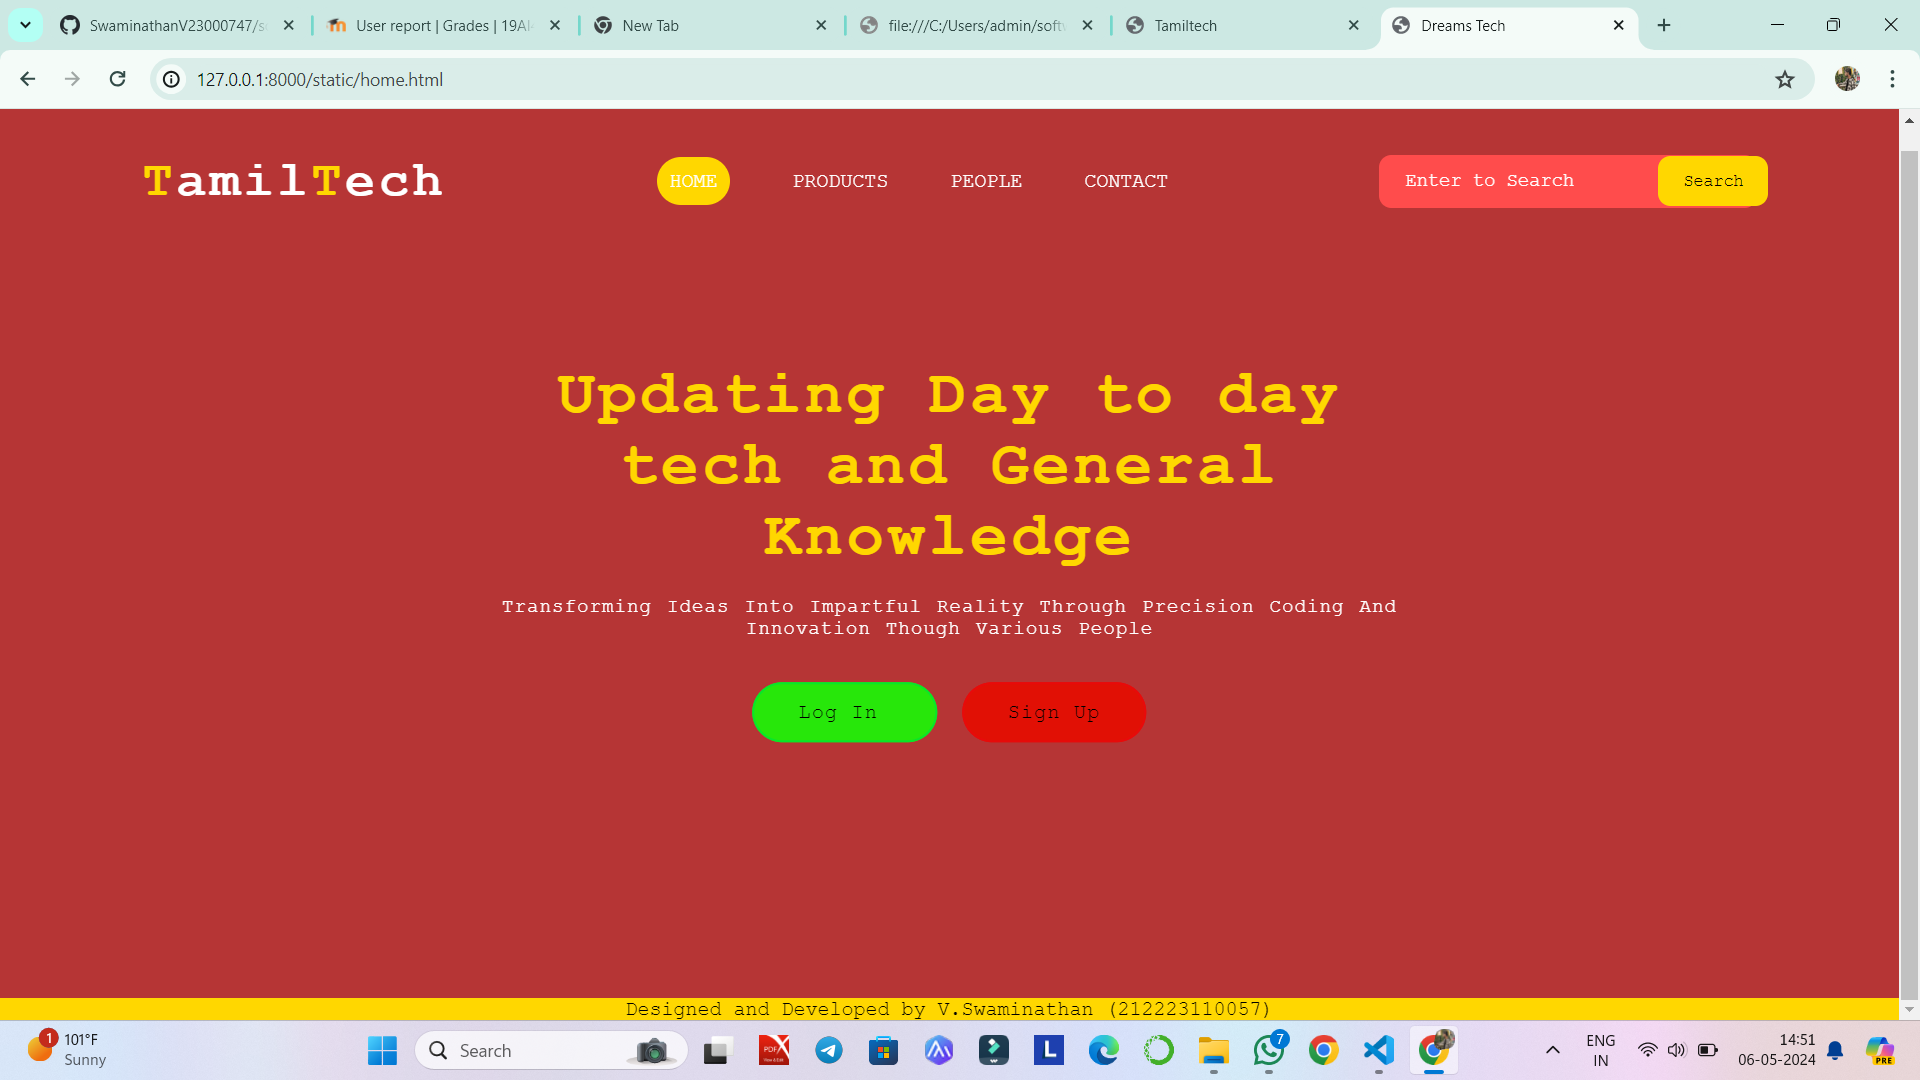 SwaminathanV23000747/s
User report | Grades | 19AI
New Tab
file:///C:/Users/admin/softw
Tamiltech
Dreams Tech
127.0.0.1:8000/static/home.html
TamilTech
HOME
PRODUCTS
PEOPLE
CONTACT
Enter to Search
Search
Updating Day to day
tech and General
Knowledge
Transforming Ideas Into Impartful Reality Through Precision Coding And
Innovation Though Various People
Log In
Sign Up
Designed and Developed by V.Swaminathan (212223110057)
1
101°F
Sunny
Search
PDF
L
7
ENG
IN
14:51
06-05-2024
PRE